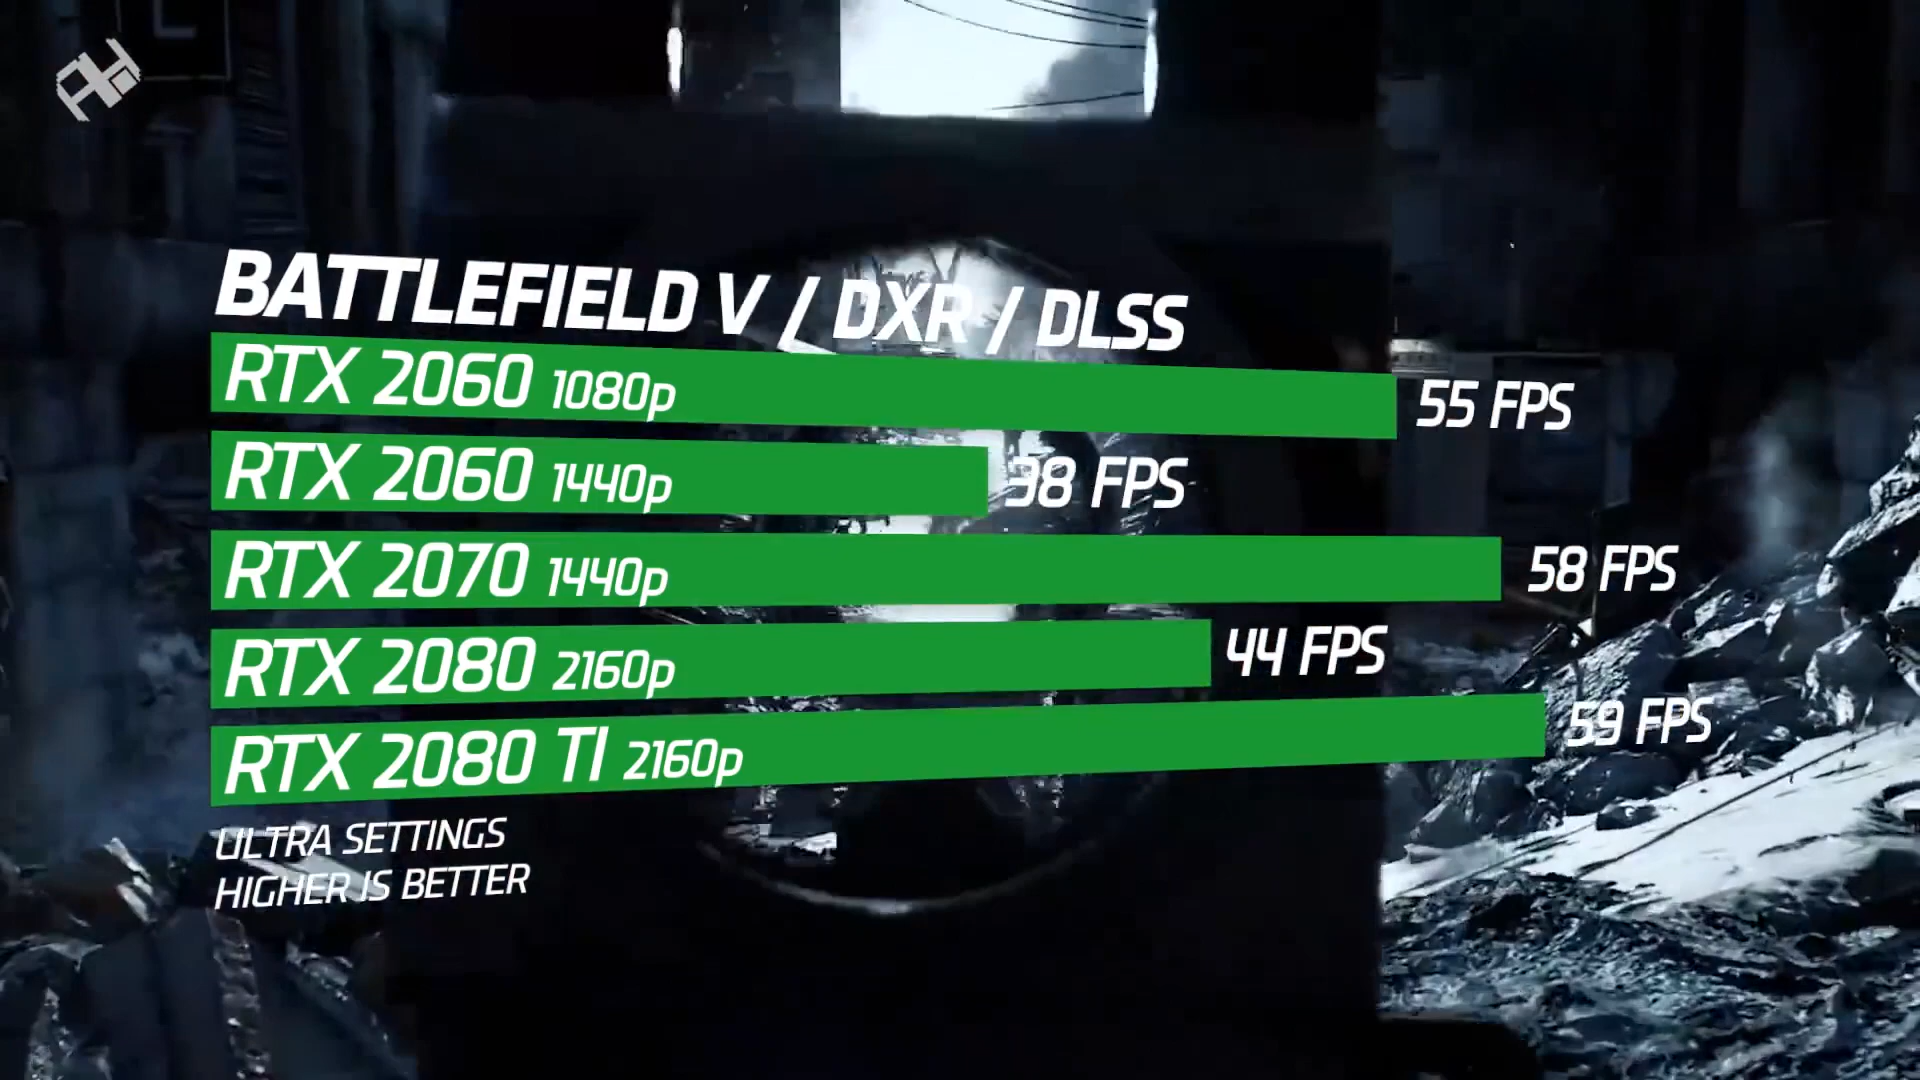 BATTLEFIELD V / DXR / DLSS
RTX 2060 1080p 55 FPS
RTX 2060 1440p 38 FPS
RTX 2070 1440p 58 FPS
RTX 2080 2160p 44 FPS
RTX 2080 TI 2160p 59 FPS
ULTRA SETTINGS
HIGHER IS BETTER